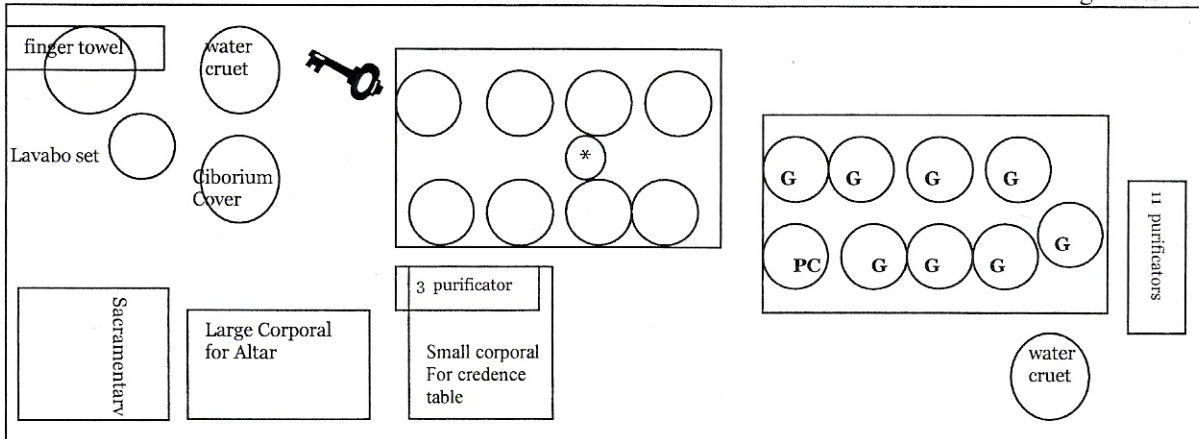 finger towel
water
cruet
Lavabo set
Ciborium
Cover
*
G
G
G
G
PC
G
G
G
G
11 purificators
Sacramentary
Large Corporal
for Altar
3 purificator
Small corporal
For credence
table
water
cruet